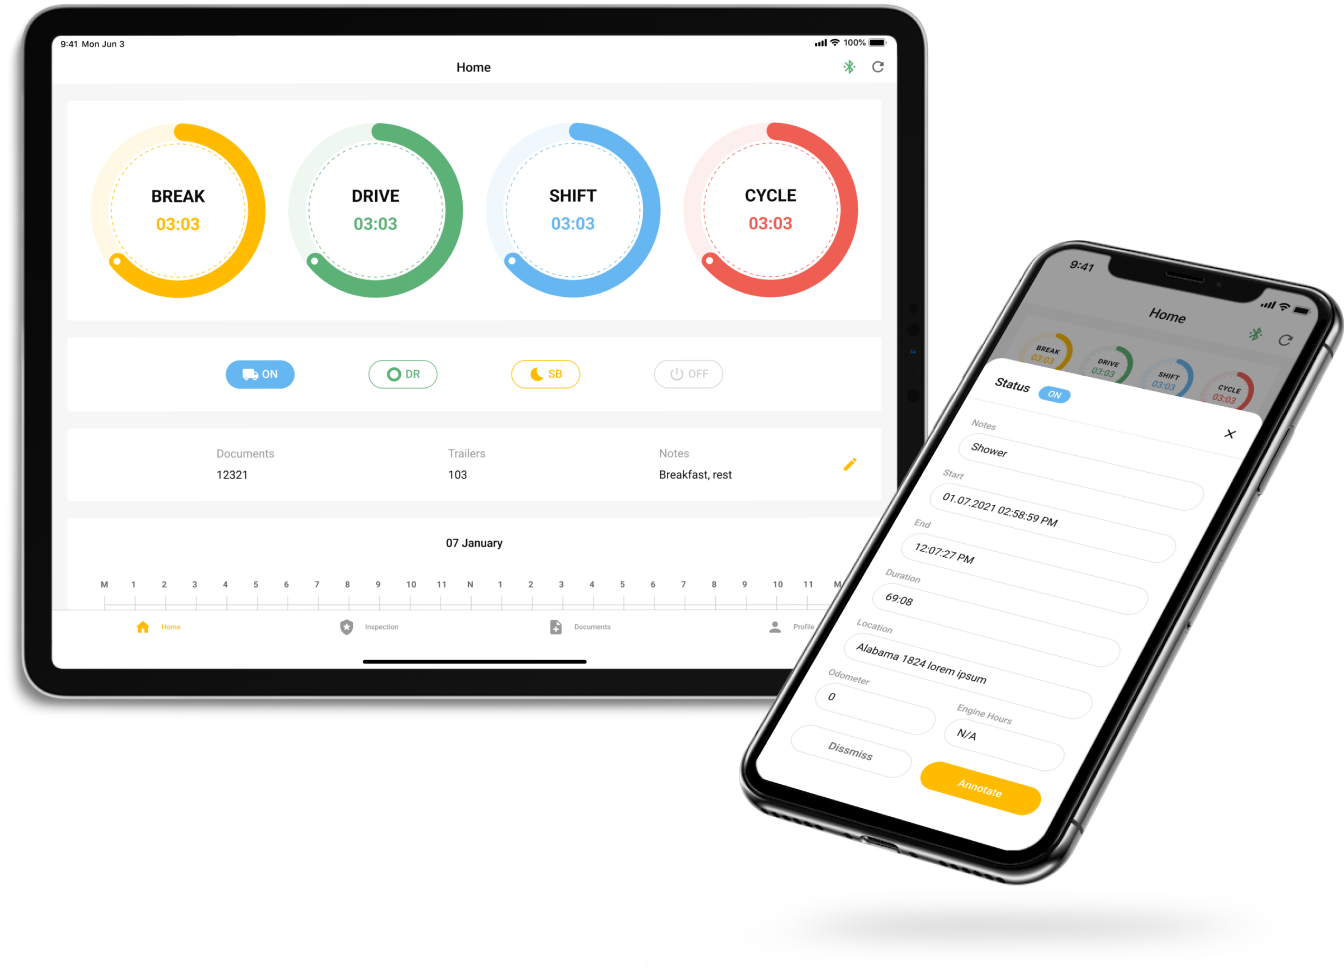 9:41 Mon Jun 3
100%
Home
BREAK
03:03
DRIVE
03:03
SHIFT
03:03
CYCLE
03:03
ON
DR
SB
OFF
Documents
12321
Trailers
103
Notes
Breakfast, rest
07 January
M 1 2 3 4 5 6 7 8 9 10 11 N 1 2 3 4 5 6 7 8 9 10 11 M
Home
Inspection
Documents
Profile
9:41
Home
BREAK
03:03
DRIVE
03:03
SHIFT
03:03
CYCLE
03:03
Status ON
Notes
Shower
Start
01.07.2021 02:58:59 PM
End
12:07:27 PM
Duration
69:08
Location
Alabama 1824 lorem ipsum
Odometer
0
Engine Hours
N/A
Dissmiss
Annotate